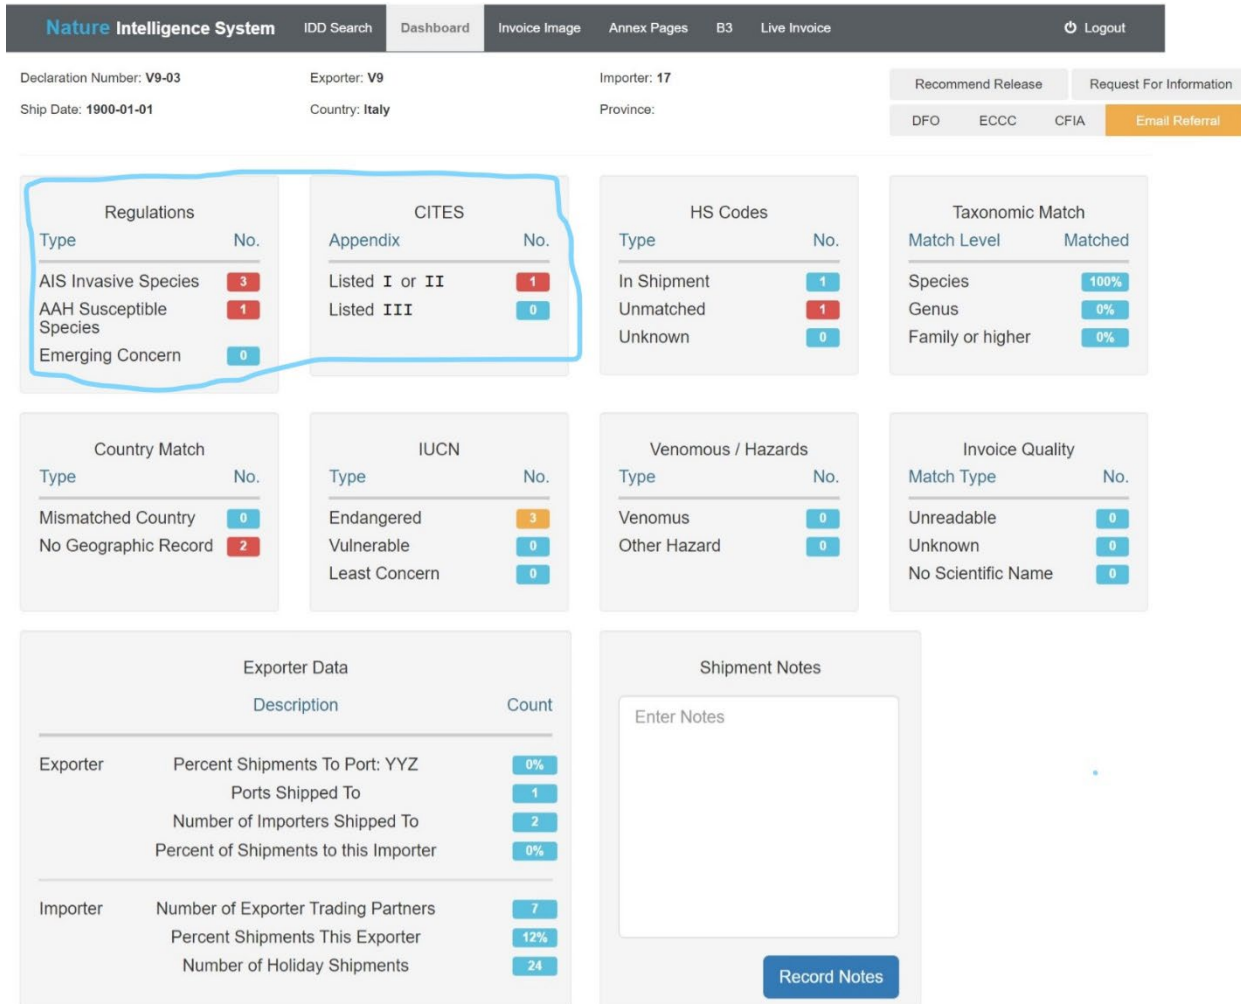 Nature Intelligence System IDD Search Dashboard Invoice Image Annex Pages B3 Live Invoice Logout
Declaration Number: V9-03 Exporter: V9 Importer: 17
Recommend Release Request For Information
Ship Date: 1900-01-01 Country: Italy Province:
DFO ECCC CFIA Email Referral
Regulations
Type No.
AIS Invasive Species 3
AAH Susceptible
Species 1
Emerging Concern 0
CITES
Appendix No.
Listed I or II 1
Listed III 0
HS Codes
Type No.
In Shipment 1
Unmatched 1
Unknown 0
Taxonomic Match
Match Level Matched
Species 100%
Genus 0%
Family or higher 0%
Country Match
Type No.
Mismatched Country 0
No Geographic Record 2
IUCN
Type No.
Endangered 3
Vulnerable 0
Least Concern 0
Venomous / Hazards
Type No.
Venomus 0
Other Hazard 0
Invoice Quality
Match Type No.
Unreadable 0
Unknown 0
No Scientific Name 0
Exporter Data
Description Count
Exporter Percent Shipments To Port: YYZ 0%
Ports Shipped To 1
Number of Importers Shipped To 2
Percent of Shipments to this Importer 0%
Importer Number of Exporter Trading Partners 7
Percent Shipments This Exporter 12%
Number of Holiday Shipments 24
Shipment Notes
Enter Notes
Record Notes